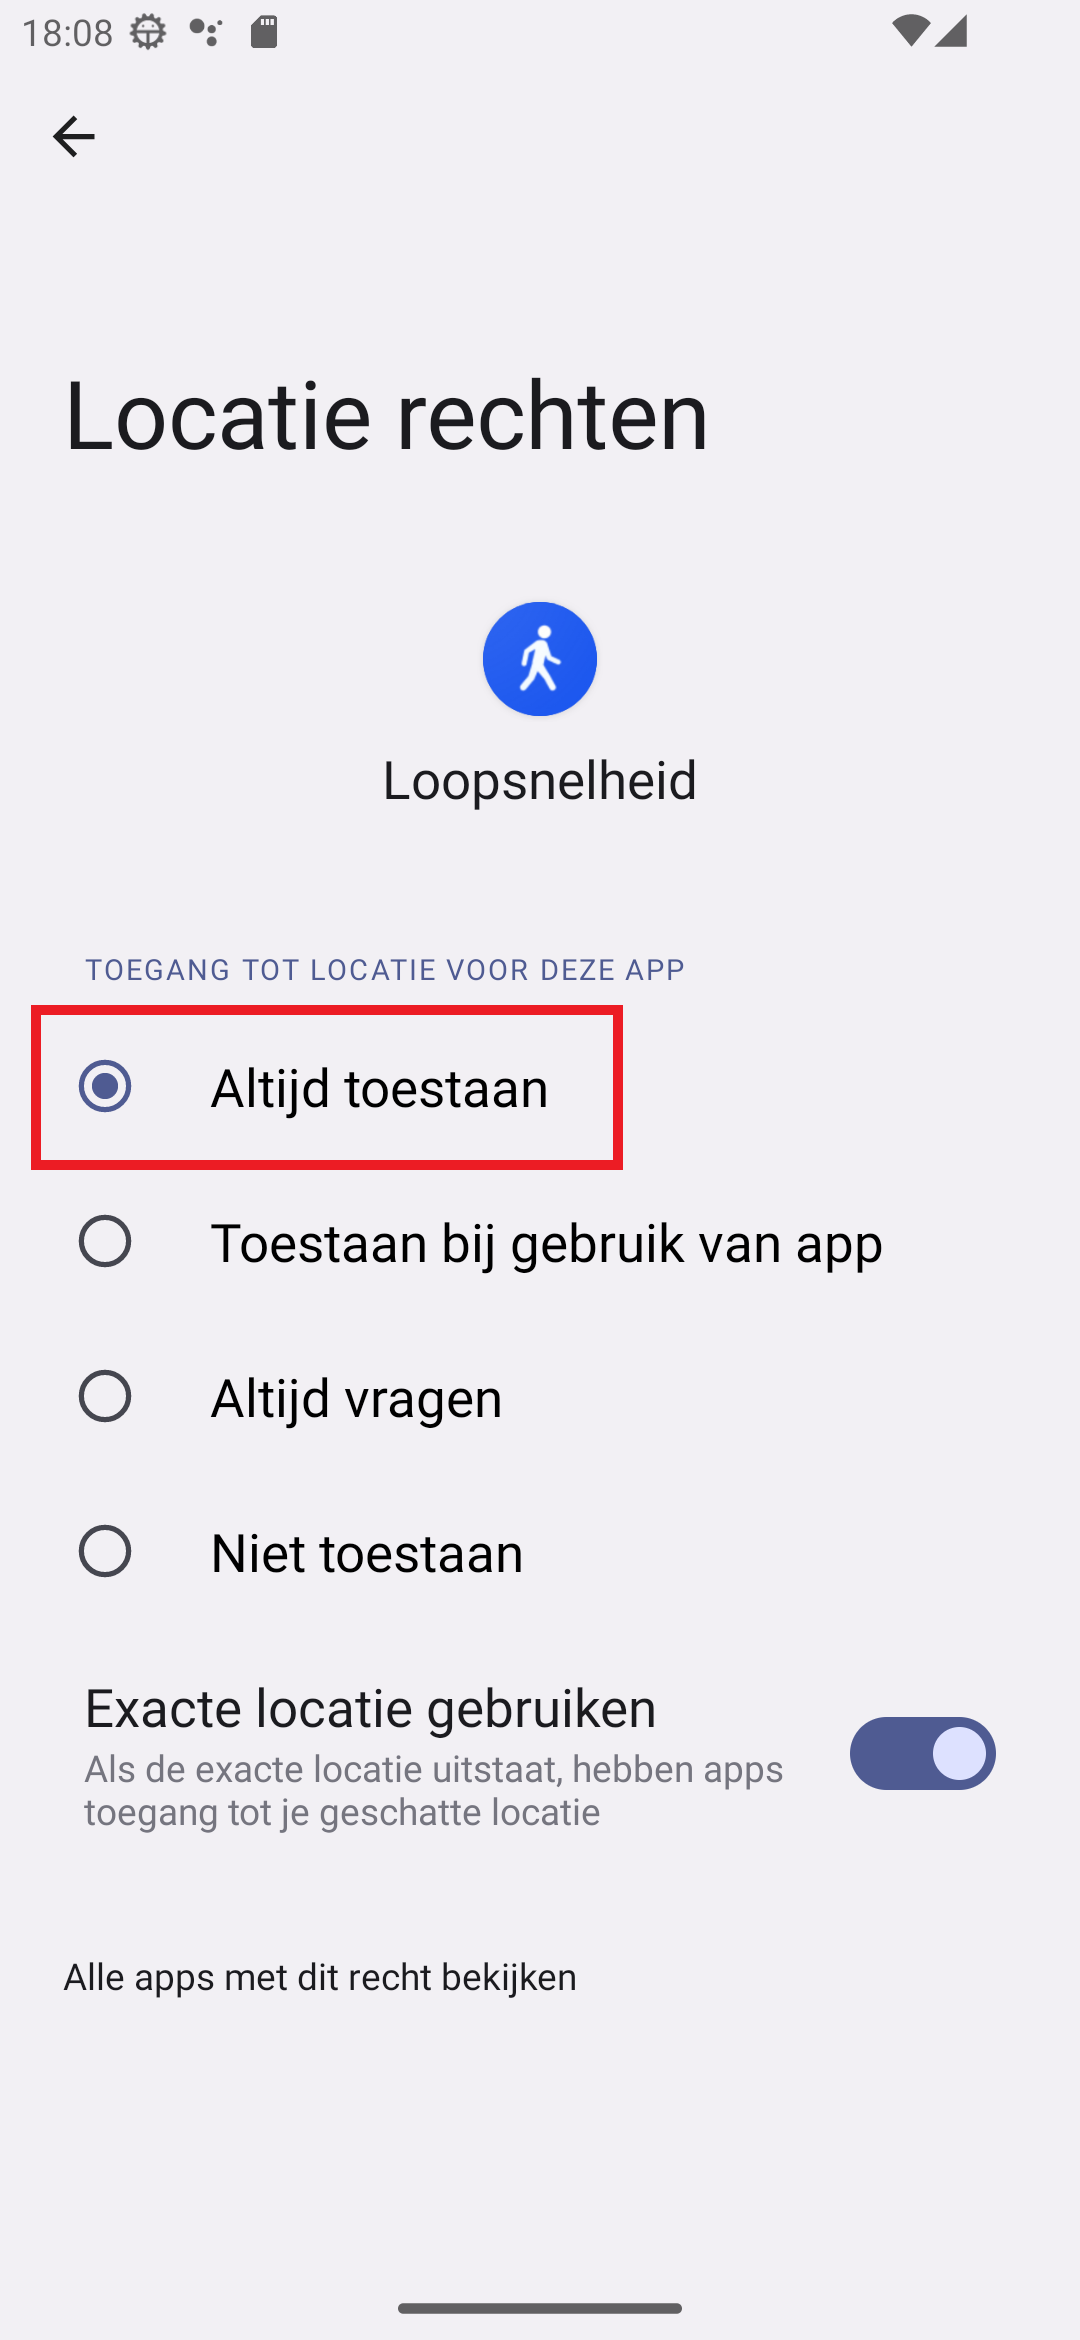 18:08
Locatie rechten
Loopsnelheid
TOEGANG TOT LOCATIE VOOR DEZE APP
Altijd toestaan
Toestaan bij gebruik van app
Altijd vragen
Niet toestaan
Exacte locatie gebruiken
Als de exacte locatie uitstaat, hebben apps
toegang tot je geschatte locatie
Alle apps met dit recht bekijken